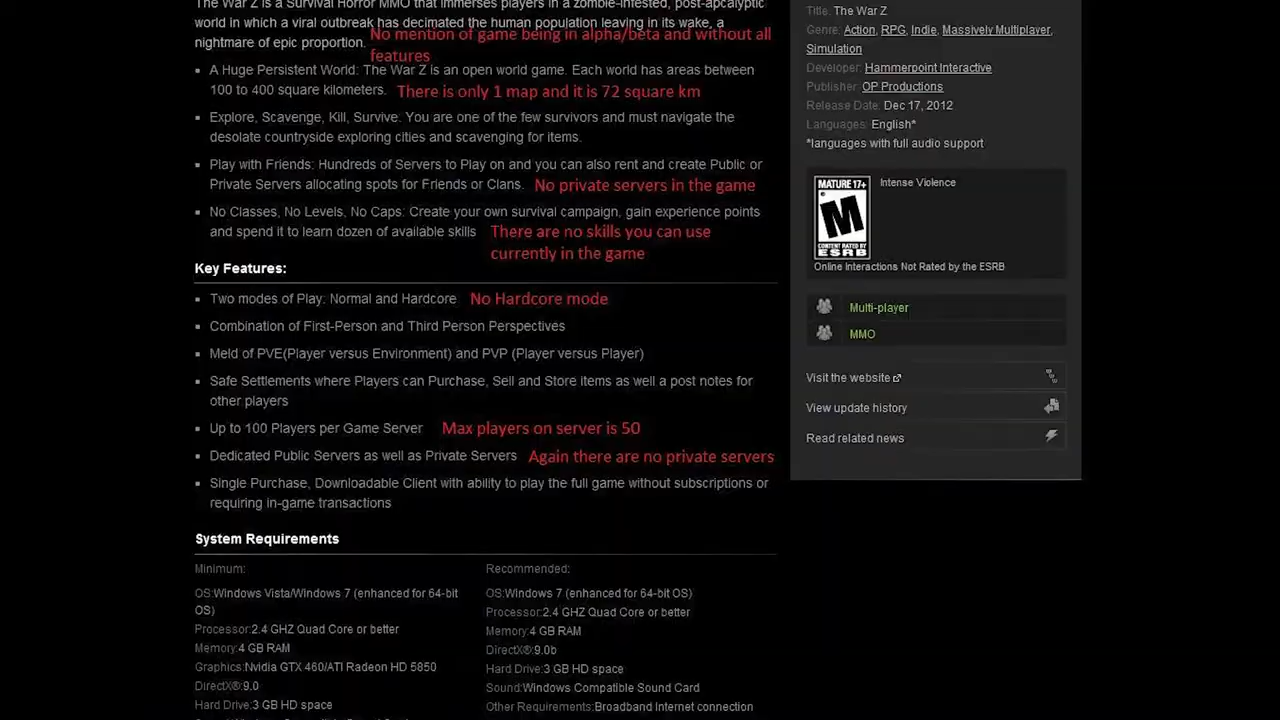 The War Z is a Survival Horror MMO that immerses players in a zombie-infested, post-apocalyptic
world in which a viral outbreak has decimated the human population leaving in its wake, a
nightmare of epic proportion. No mention of game being in alpha/beta and without all
features
A Huge Persistent World: The War Z is an open world game. Each world has areas between
100 to 400 square kilometers. There is only 1 map and it is 72 square km
Explore, Scavenge, Kill, Survive: You are one of the few survivors and must navigate the
desolate countryside exploring cities and scavenging for items.
Play with Friends: Hundreds of Servers to Play on and you can also rent and create Public or
Private Servers allocating spots for Friends or Clans. No private servers in the game
No Classes, No Levels, No Caps: Create your own survival campaign, gain experience points
and spend it to learn dozen of available skills There are no skills you can use
currently in the game
Key Features:
Two modes of Play: Normal and Hardcore No Hardcore mode
Combination of First-Person and Third Person Perspectives
Meld of PVE(Player versus Environment) and PVP (Player versus Player)
Safe Settlements where Players can Purchase, Sell and Store items as well a post notes for
other players
Up to 100 Players per Game Server Max players on server is 50
Dedicated Public Servers as well as Private Servers Again there are no private servers
Single Purchase, Downloadable Client with ability to play the full game without subscriptions or
requiring in-game transactions
System Requirements
Minimum:
OS:Windows Vista/Windows 7 (enhanced for 64-bit
OS)
Processor:2.4 GHZ Quad Core or better
Memory:4 GB RAM
Graphics:Nvidia GTX 460/ATI Radeon HD 5850
DirectX®:9.0
Hard Drive:3 GB HD space
Recommended:
OS:Windows 7 (enhanced for 64-bit OS)
Processor:2.4 GHZ Quad Core or better
Memory:4 GB RAM
DirectX®:9.0b
Hard Drive:3 GB HD space
Sound:Windows Compatible Sound Card
Other Requirements:Broadband Internet connection
Title: The War Z
Genre: Action, RPG, Indie, Massively Multiplayer,
Simulation
Developer: Hammerpoint Interactive
Publisher: OP Productions
Release Date: Dec 17, 2012
Languages: English*
*languages with full audio support
MATURE 17+
M
CONTENT RATED BY
ESRB
Intense Violence
Online Interactions Not Rated by the ESRB
Multi-player
MMO
Visit the website
View update history
Read related news